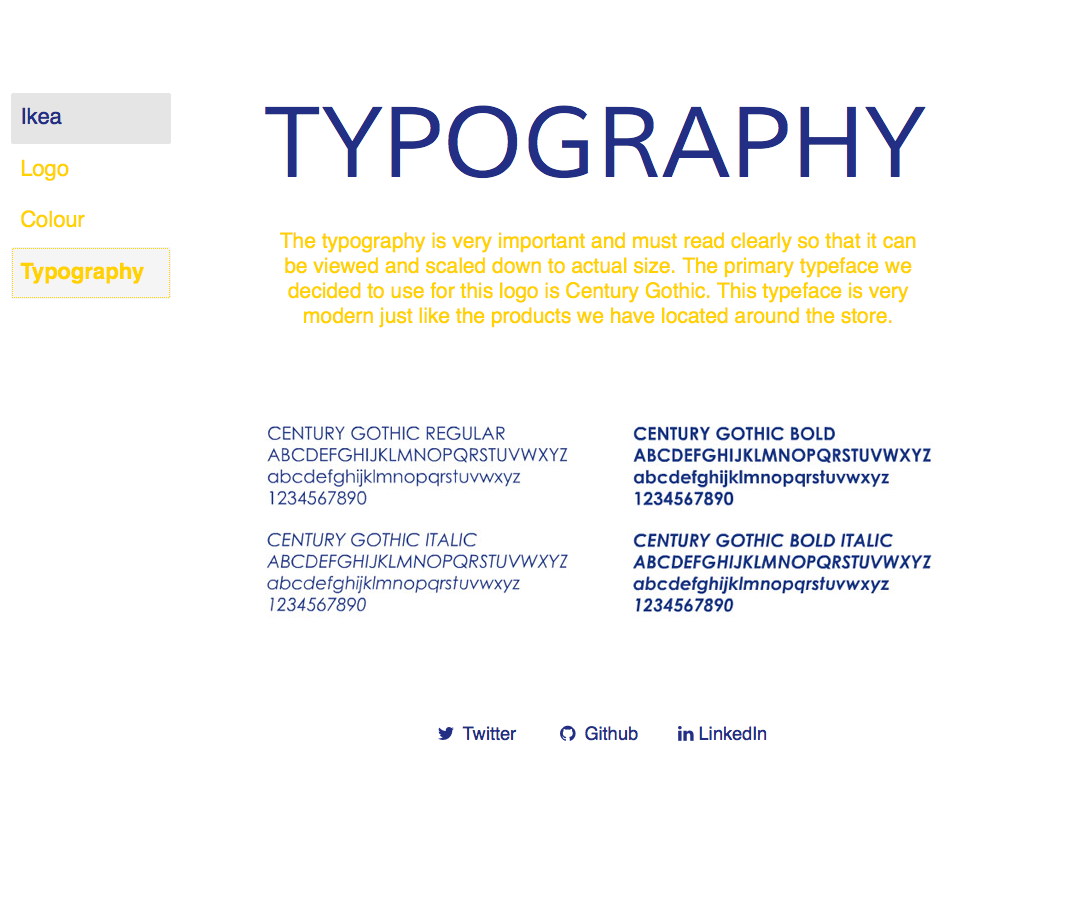 Ikea
Logo
Colour
Typography
TYPOGRAPHY
The typography is very important and must read clearly so that it can
be viewed and scaled down to actual size. The primary typeface we
decided to use for this logo is Century Gothic. This typeface is very
modern just like the products we have located around the store.
CENTURY GOTHIC REGULAR
ABCDEFGHIJKLMNOPQRSTUVWXYZ
abcdefghijklmnopqrstuvwxyz
1234567890
CENTURY GOTHIC BOLD
ABCDEFGHIJKLMNOPQRSTUVWXYZ
abcdefghijklmnopqrstuvwxyz
1234567890
CENTURY GOTHIC ITALIC
ABCDEFGHIJKLMNOPQRSTUVWXYZ
abcdefghijklmnopqrstuvwxyz
1234567890
CENTURY GOTHIC BOLD ITALIC
ABCDEFGHIJKLMNOPQRSTUVWXYZ
abcdefghijklmnopqrstuvwxyz
1234567890
Twitter Github LinkedIn